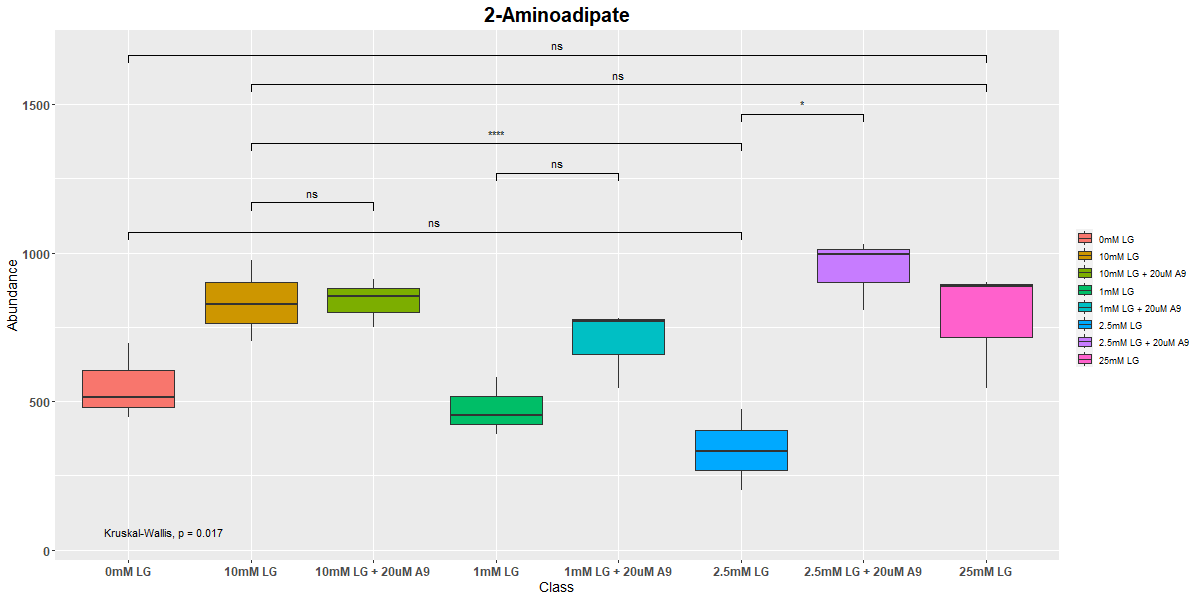 2-Aminoadipate
ns
ns
*
****
ns
ns
ns
Abundance
1500
1000
500
0
Kruskal-Wallis, p = 0.017
0mM LG
10mM LG
10mM LG + 20uM A9
1mM LG
1mM LG + 20uM A9
2.5mM LG
2.5mM LG + 20uM A9
25mM LG
Class
0mM LG
10mM LG
10mM LG + 20uM A9
1mM LG
1mM LG + 20uM A9
2.5mM LG
2.5mM LG + 20uM A9
25mM LG